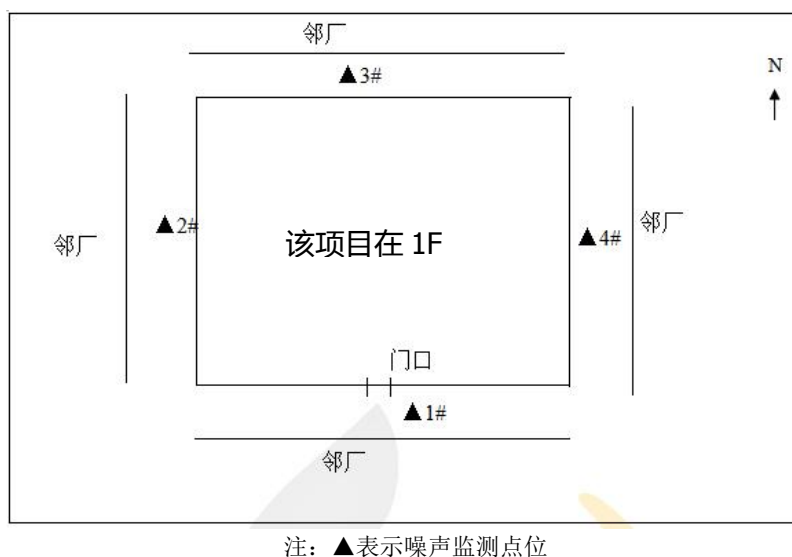 邻厂
▲3#
N
▲2#
邻厂
该项目在 1F
▲4#
邻厂
门口
▲1#
邻厂
注：▲表示噪声监测点位